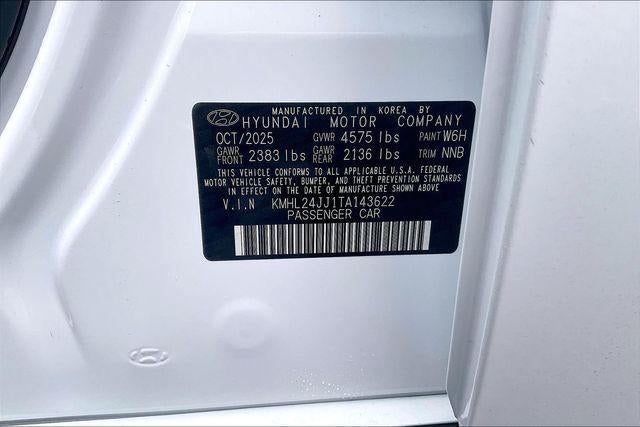 MANUFACTURED IN KOREA BY
HYUNDAI MOTOR COMPANY
OCT/2025 GVWR 4575 lbs PAINT W6H
GAWR FRONT 2383 lbs GAWR REAR 2136 lbs TRIM NNB
THIS VEHICLE CONFORMS TO ALL APPLICABLE U.S.A. FEDERAL
MOTOR VEHICLE SAFETY, BUMPER, AND THEFT PREVENTION STANDARDS
IN EFFECT ON THE DATE OF MANUFACTURE SHOWN ABOVE.
V.I.N KMHL24JJ1TA143622
PASSENGER CAR